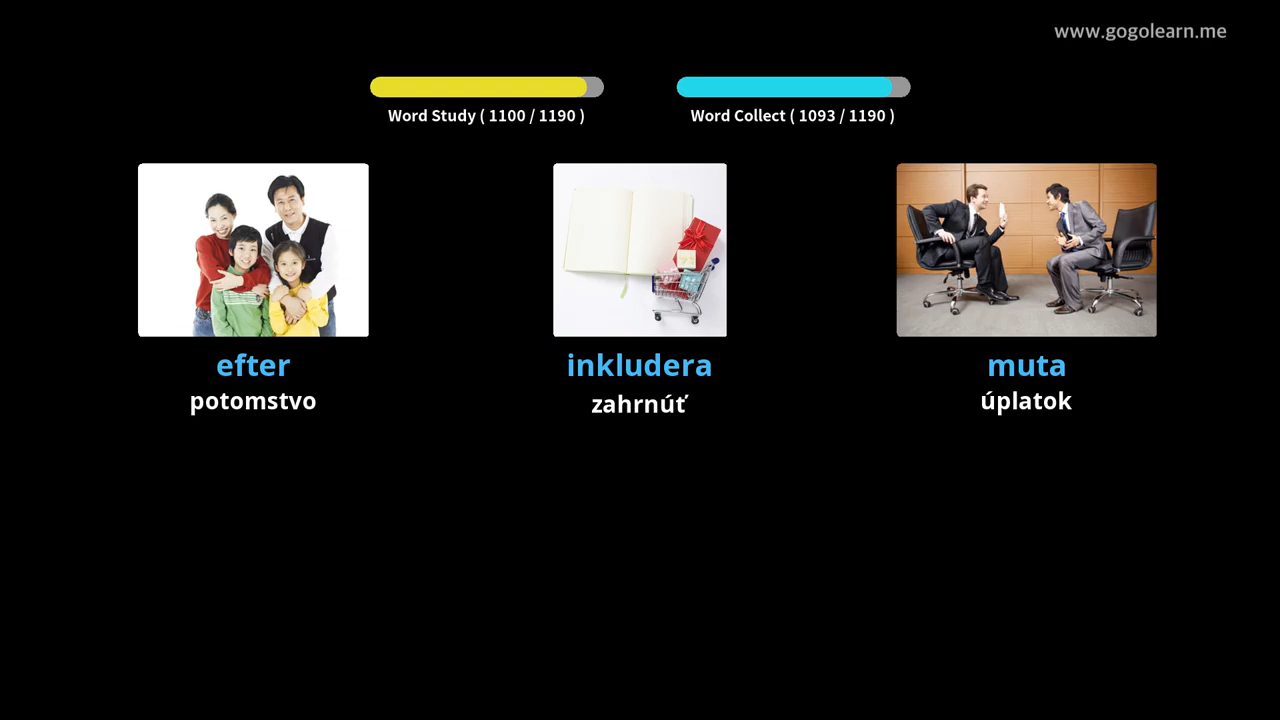 www.gogolearn.me
Word Study ( 1100 / 1190 )
Word Collect ( 1093 / 1190 )
efter
potomstvo
inkludera
zahrnúť
muta
úplatok